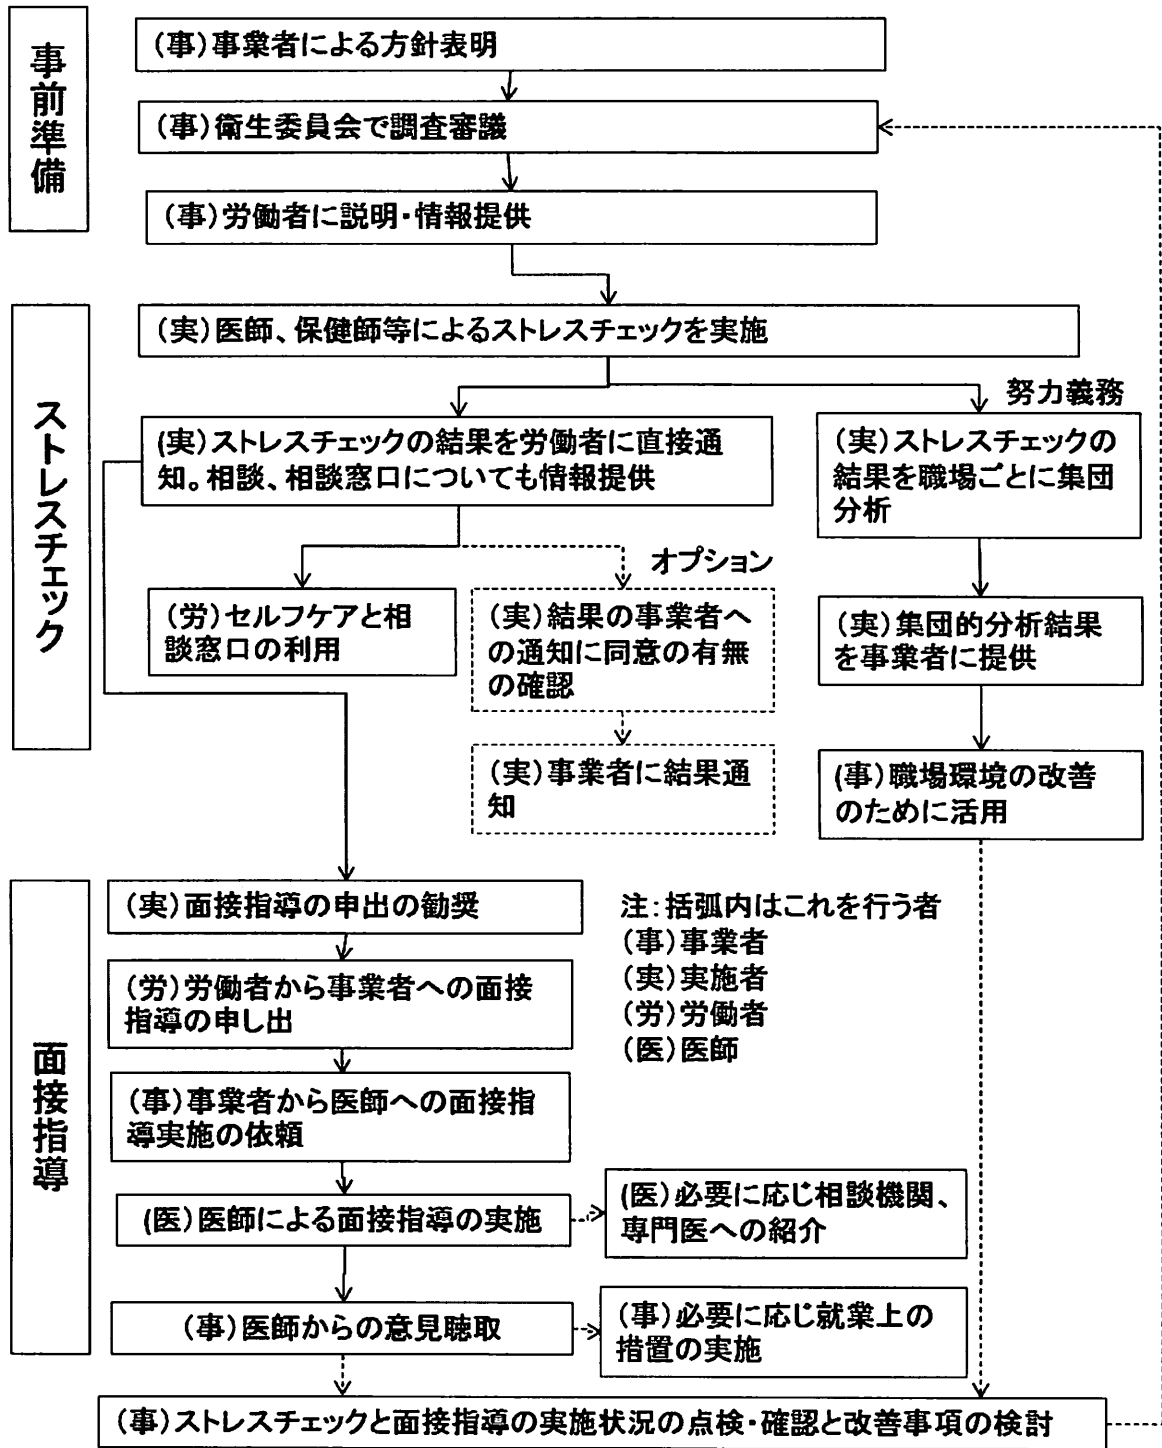 事前準備
(事)事業者による方針表明
(事)衛生委員会で調査審議
(事)労働者に説明・情報提供
ストレスチェック
(実)医師、保健師等によるストレスチェックを実施
努力義務
(実)ストレスチェックの結果を労働者に直接通
知。相談、相談窓口についても情報提供
(実)ストレスチェックの
結果を職場ごとに集団
分析
オプション
(労)セルフケアと相
談窓口の利用
(実)結果の事業者へ
の通知に同意の有無
の確認
(実)集団的分析結果
を事業者に提供
(実)事業者に結果通
知
(事)職場環境の改善
のために活用
面接指導
(実)面接指導の申出の勧奨
(労)労働者から事業者への面接
指導の申し出
(事)事業者から医師への面接指
導実施の依頼
(医)医師による面接指導の実施
(医)必要に応じ相談機関、
専門医への紹介
(事)医師からの意見聴取
(事)必要に応じ就業上の
措置の実施
注:括弧内はこれを行う者
(事)事業者
(実)実施者
(労)労働者
(医)医師
(事)ストレスチェックと面接指導の実施状況の点検・確認と改善事項の検討